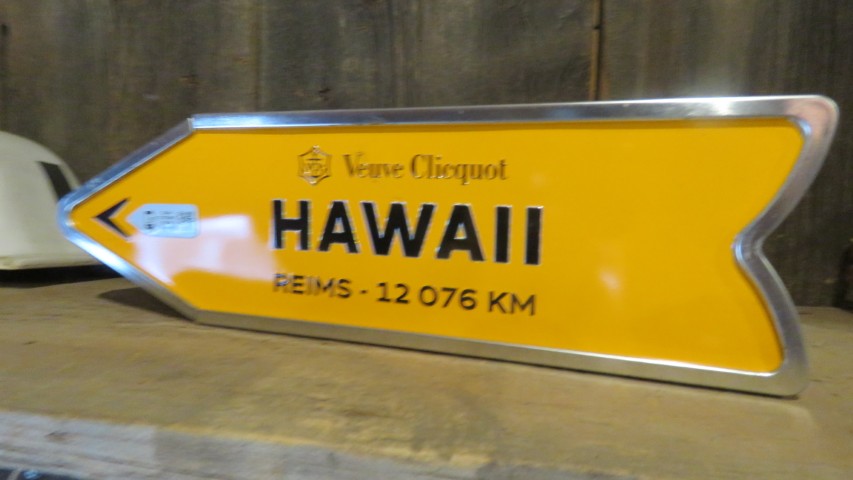 Veuve Clicquot
HAWAII
REIMS - 12 076 KM